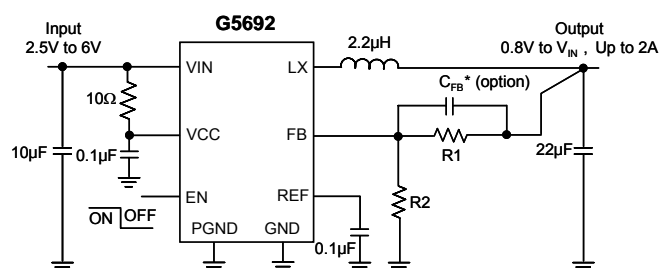 G5692
Input
2.5V to 6V
Output
0.8V to VIN , Up to 2A
2.2μH
VIN
LX
CFB* (option)
10Ω
VCC
FB
10μF
0.1μF
R1
22μF
EN
REF
R2
ON
OFF
PGND
GND
0.1μF